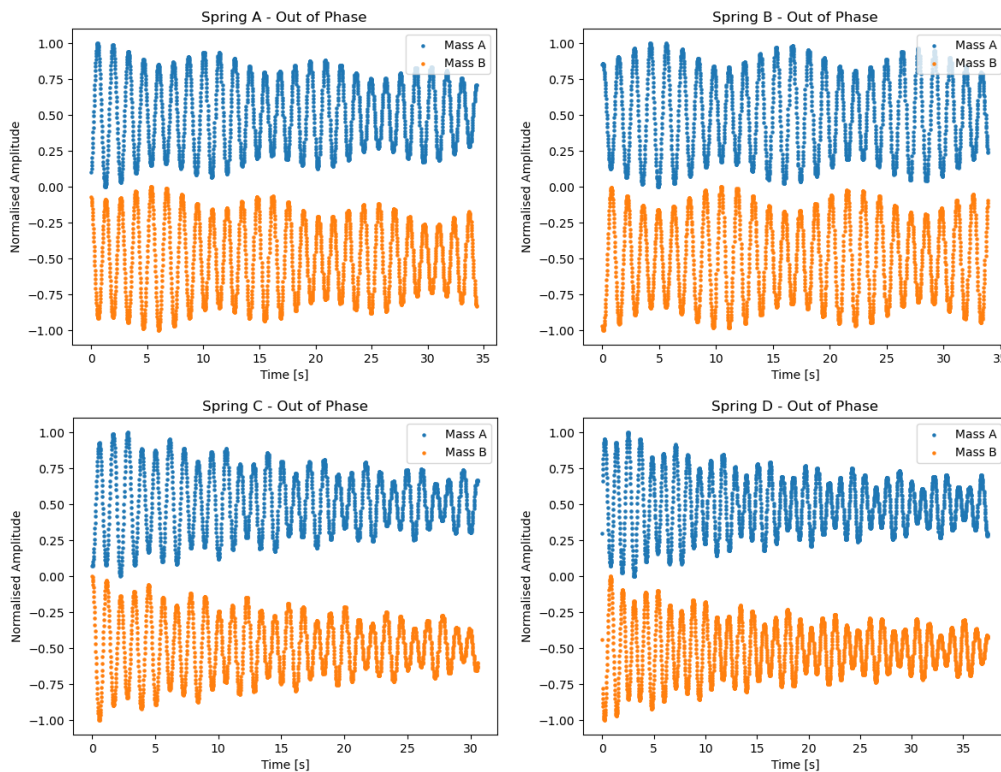 Spring A - Out of Phase
Mass A
Mass B
Normalised Amplitude
1.00
0.75
0.50
0.25
0.00
−0.25
−0.50
−0.75
−1.00
0 5 10 15 20 25 30 35
Time [s]
Spring B - Out of Phase
Mass A
Mass B
Normalised Amplitude
1.00
0.75
0.50
0.25
0.00
−0.25
−0.50
−0.75
−1.00
0 5 10 15 20 25 30 35
Time [s]
Spring C - Out of Phase
Mass A
Mass B
Normalised Amplitude
1.00
0.75
0.50
0.25
0.00
−0.25
−0.50
−0.75
−1.00
0 5 10 15 20 25 30
Time [s]
Spring D - Out of Phase
Mass A
Mass B
Normalised Amplitude
1.00
0.75
0.50
0.25
0.00
−0.25
−0.50
−0.75
−1.00
0 5 10 15 20 25 30 35
Time [s]